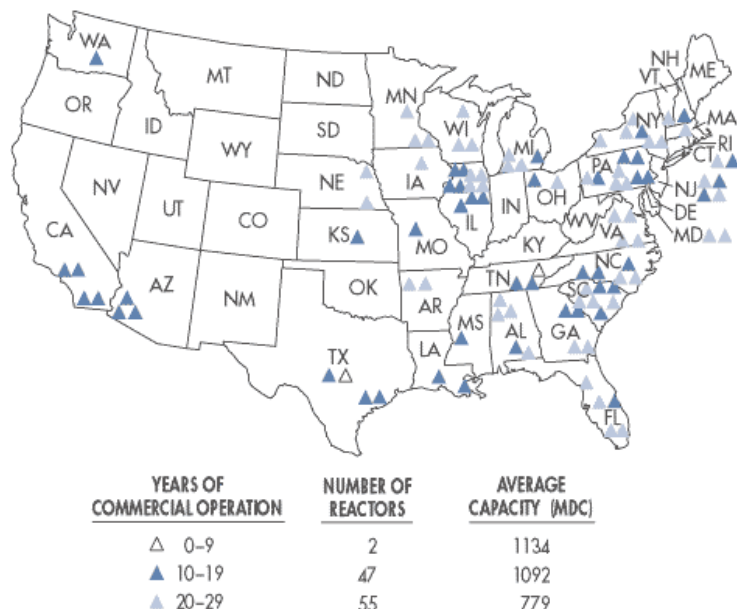 WA
MT
ND
MN
OR
ID
SD
WI
MI
VT
NH
ME
NY
MA
RI
CT
WY
NE
IA
PA
NJ
NV
UT
CO
IL
IN
OH
DE
MD
CA
KS
MO
KY
WV
VA
AZ
NM
OK
AR
TN
NC
SC
TX
LA
MS
AL
GA
FL
YEARS OF NUMBER OF AVERAGE
COMMERCIAL OPERATION REACTORS CAPACITY (MDC)
0–9 2 1134
10–19 47 1092
20–29 55 779